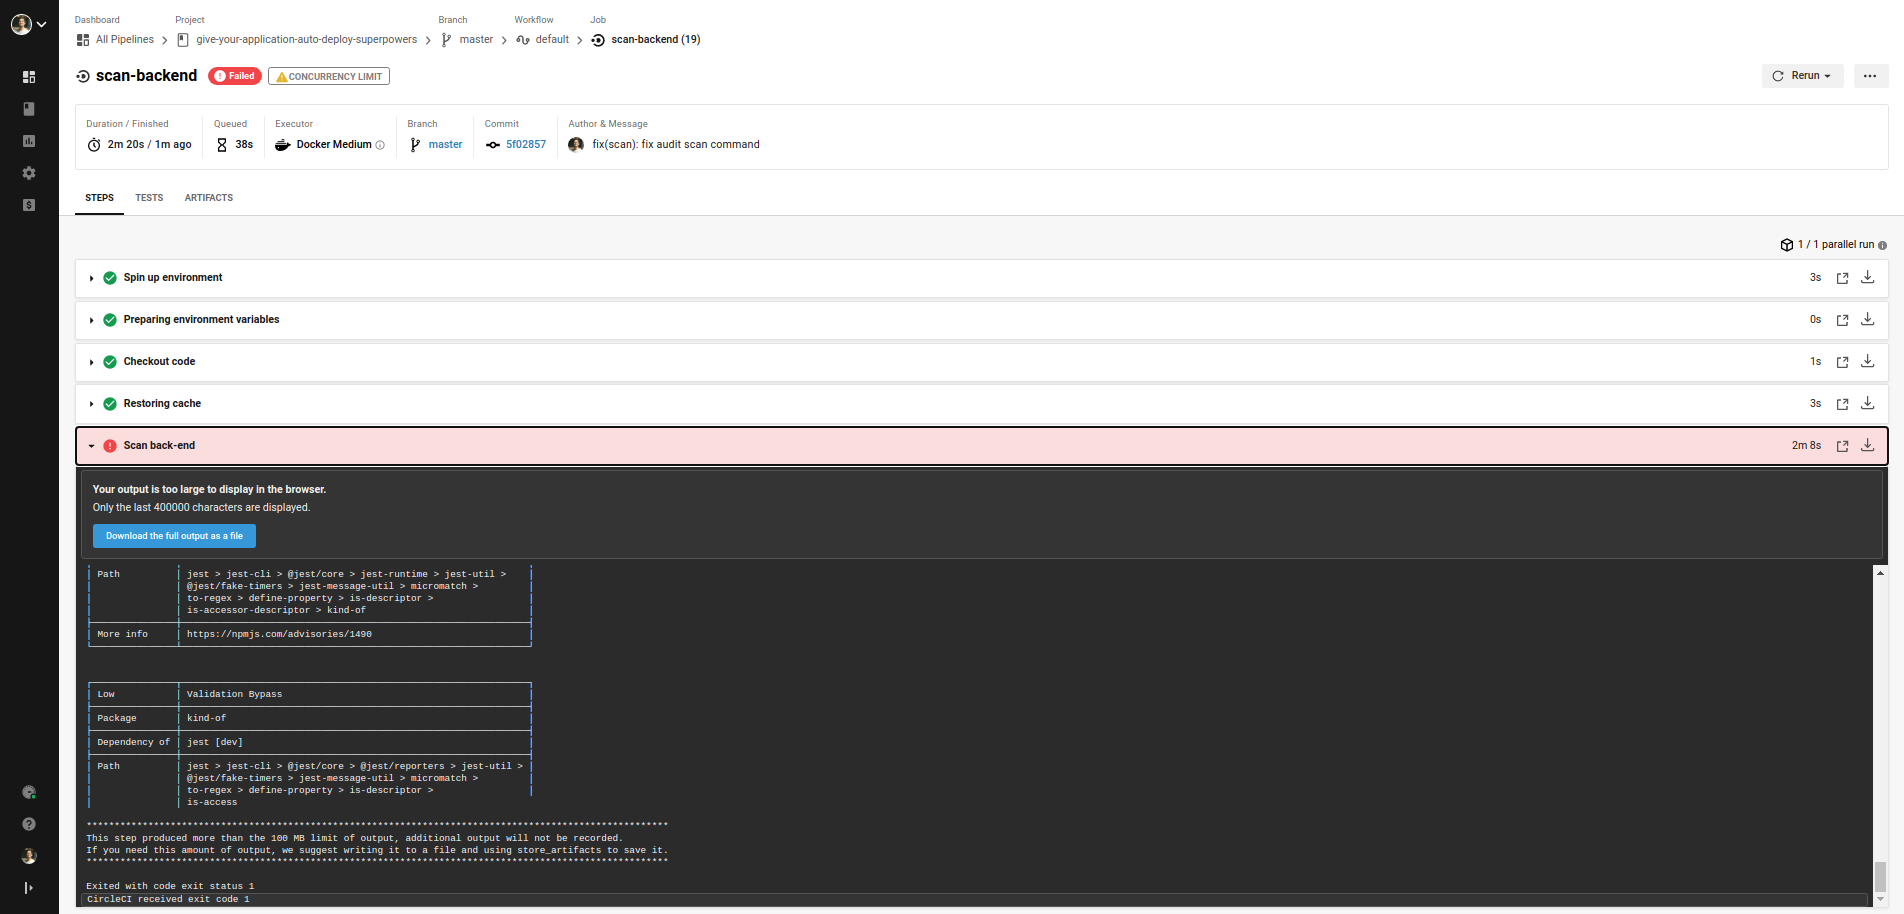 Dashboard Project Branch Workflow Job
All Pipelines give-your-application-auto-deploy-superpowers master default scan-backend (19)
scan-backend Failed CONCURRENCY LIMIT Rerun
Duration / Finished Queued Executor Branch Commit Author & Message
2m 20s / 1m ago 38s Docker Medium master 5f02857 fix(scan): fix audit scan command
STEPS TESTS ARTIFACTS
1 / 1 parallel run
Spin up environment 3s
Preparing environment variables 0s
Checkout code 1s
Restoring cache 3s
Scan back-end 2m 8s
Your output is too large to display in the browser.
Only the last 400000 characters are displayed.
Download the full output as a file
Path jest > jest-cli > @jest/core > jest-runtime > jest-util >
@jest/fake-timers > jest-message-util > micromatch >
to-regex > define-property > is-descriptor >
is-accessor-descriptor > kind-of
More info https://npmjs.com/advisories/1490
Low Validation Bypass
Package kind-of
Dependency of jest [dev]
Path jest > jest-cli > @jest/core > @jest/reporters > jest-util >
@jest/fake-timers > jest-message-util > micromatch >
to-regex > define-property > is-descriptor >
is-access
This step produced more than the 100 MB limit of output, additional output will not be recorded.
If you need this amount of output, we suggest writing it to a file and using store_artifacts to save it.
Exited with code exit status 1
CircleCI received exit code 1